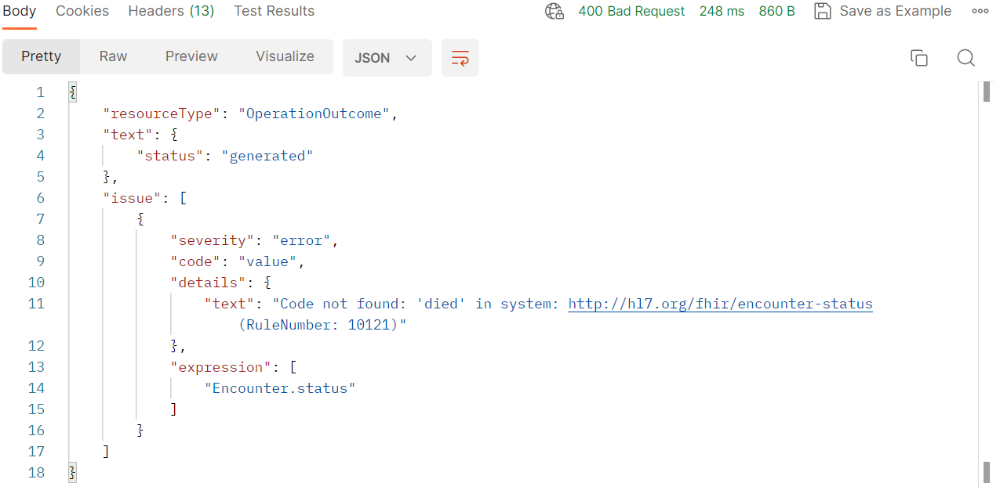 Body Cookies Headers (13) Test Results 400 Bad Request 248 ms 860 B Save as Example
Pretty Raw Preview Visualize JSON
1 {
2 "resourceType": "OperationOutcome",
3 "text": {
4 "status": "generated"
5 },
6 "issue": [
7 {
8 "severity": "error",
9 "code": "value",
10 "details": {
11 "text": "Code not found: 'died' in system: http://hl7.org/fhir/encounter-status
(RuleNumber: 10121)"
12 },
13 "expression": [
14 "Encounter.status"
15 ]
16 }
17 ]
18 }